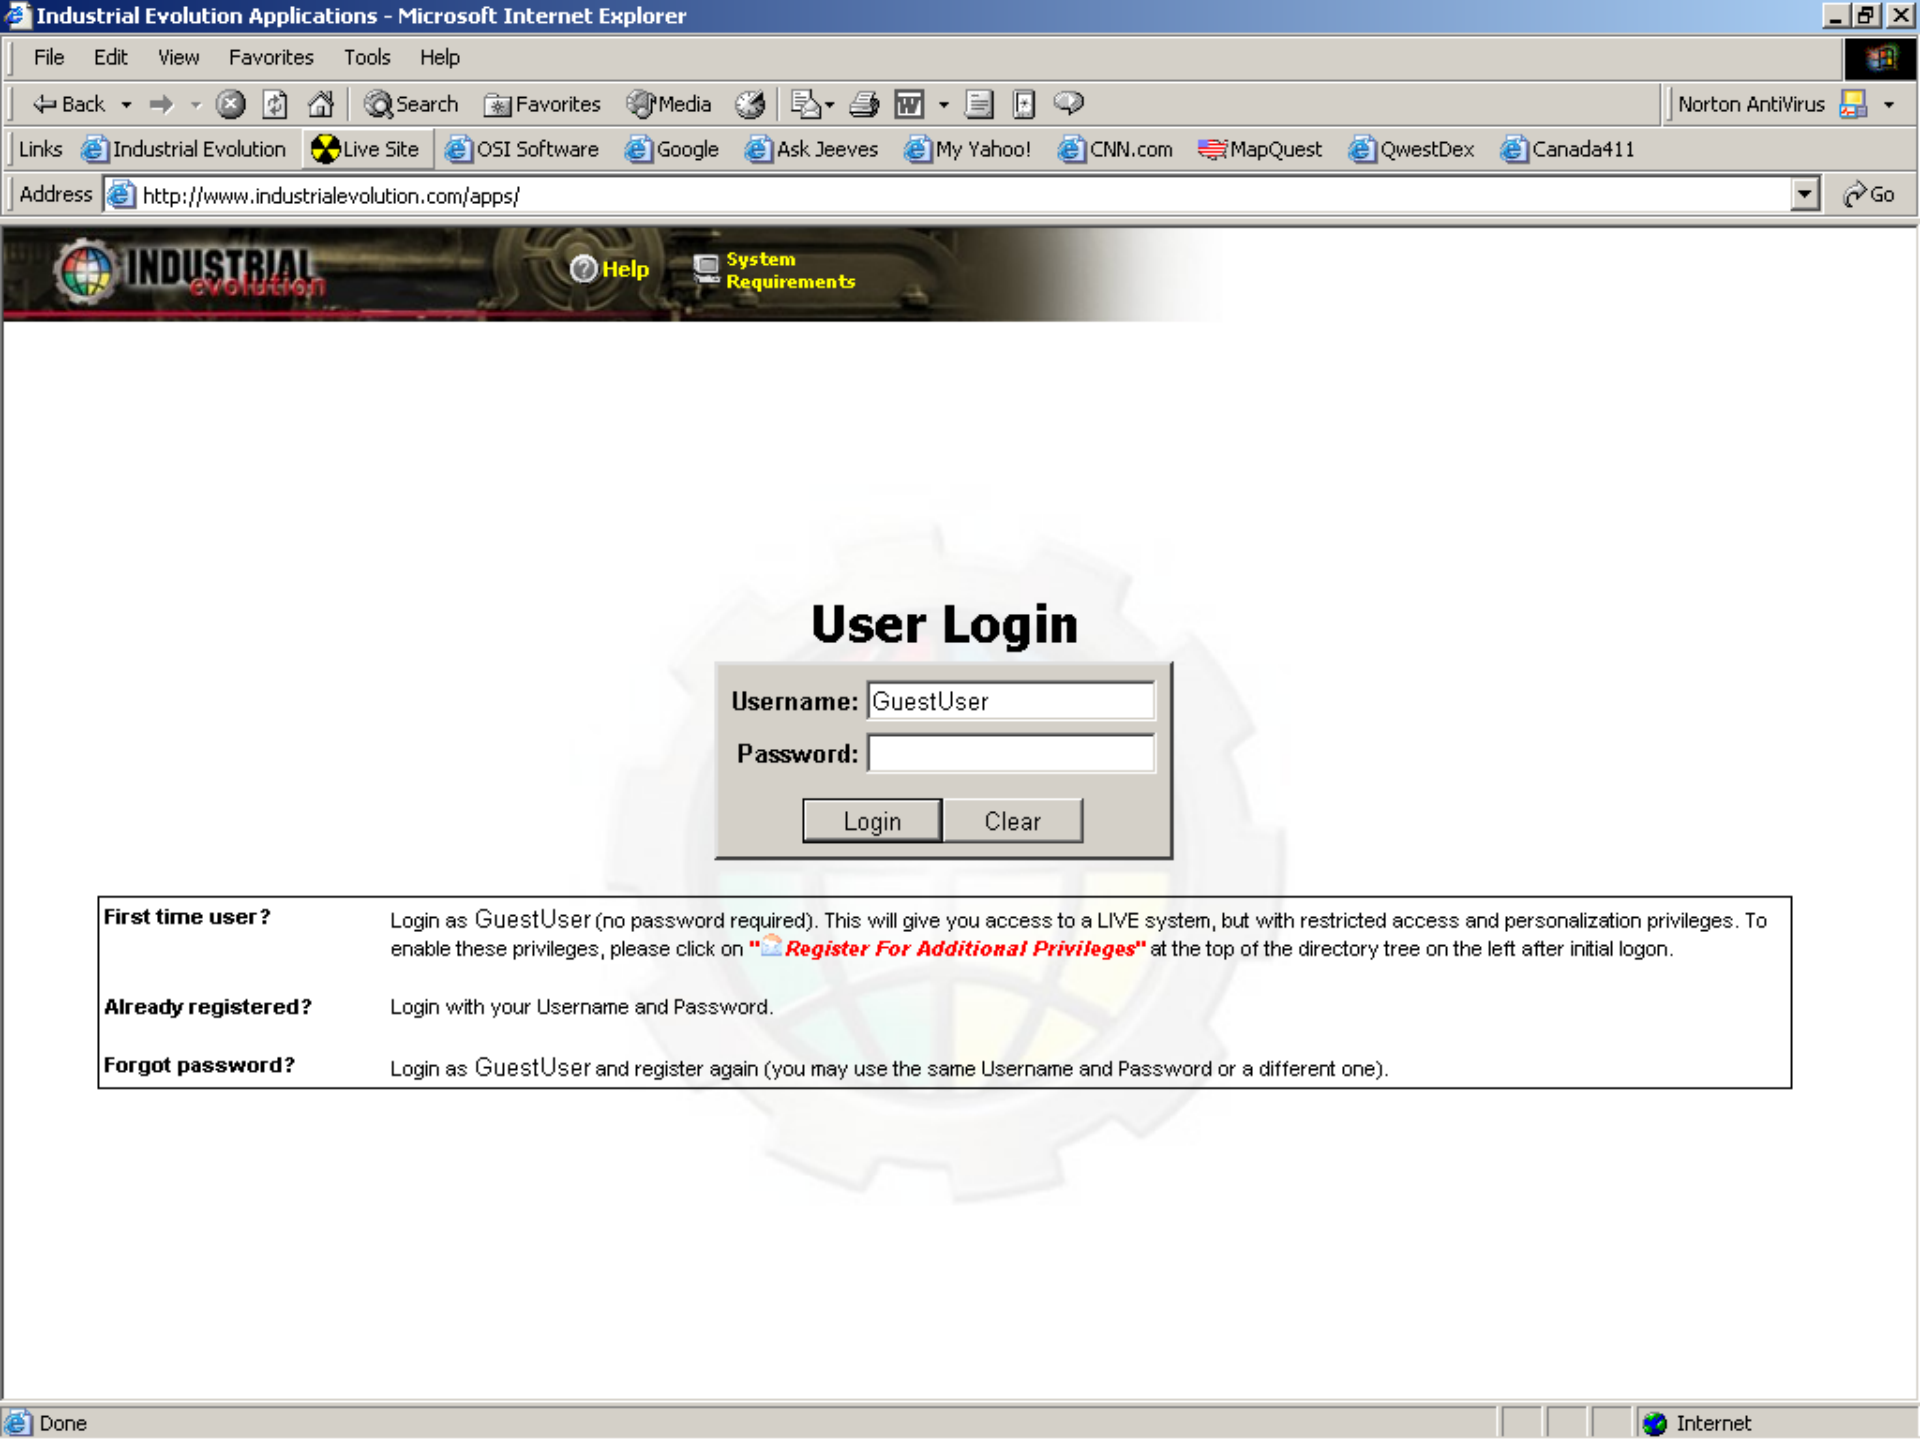 Industrial Evolution Applications - Microsoft Internet Explorer
File Edit View Favorites Tools Help
Back Search Favorites Media Norton AntiVirus
Links Industrial Evolution Live Site OSI Software Google Ask Jeeves My Yahoo! CNN.com MapQuest QwestDex Canada411
Address http://www.industrialevolution.com/apps/ Go
INDUSTRIAL
evolution
Help
System
Requirements
User Login
Username: GuestUser
Password:
Login Clear
First time user? Login as GuestUser (no password required). This will give you access to a LIVE system, but with restricted access and personalization privileges. To
enable these privileges, please click on "Register For Additional Privileges" at the top of the directory tree on the left after initial logon.
Already registered? Login with your Username and Password.
Forgot password? Login as GuestUser and register again (you may use the same Username and Password or a different one).
Done Internet